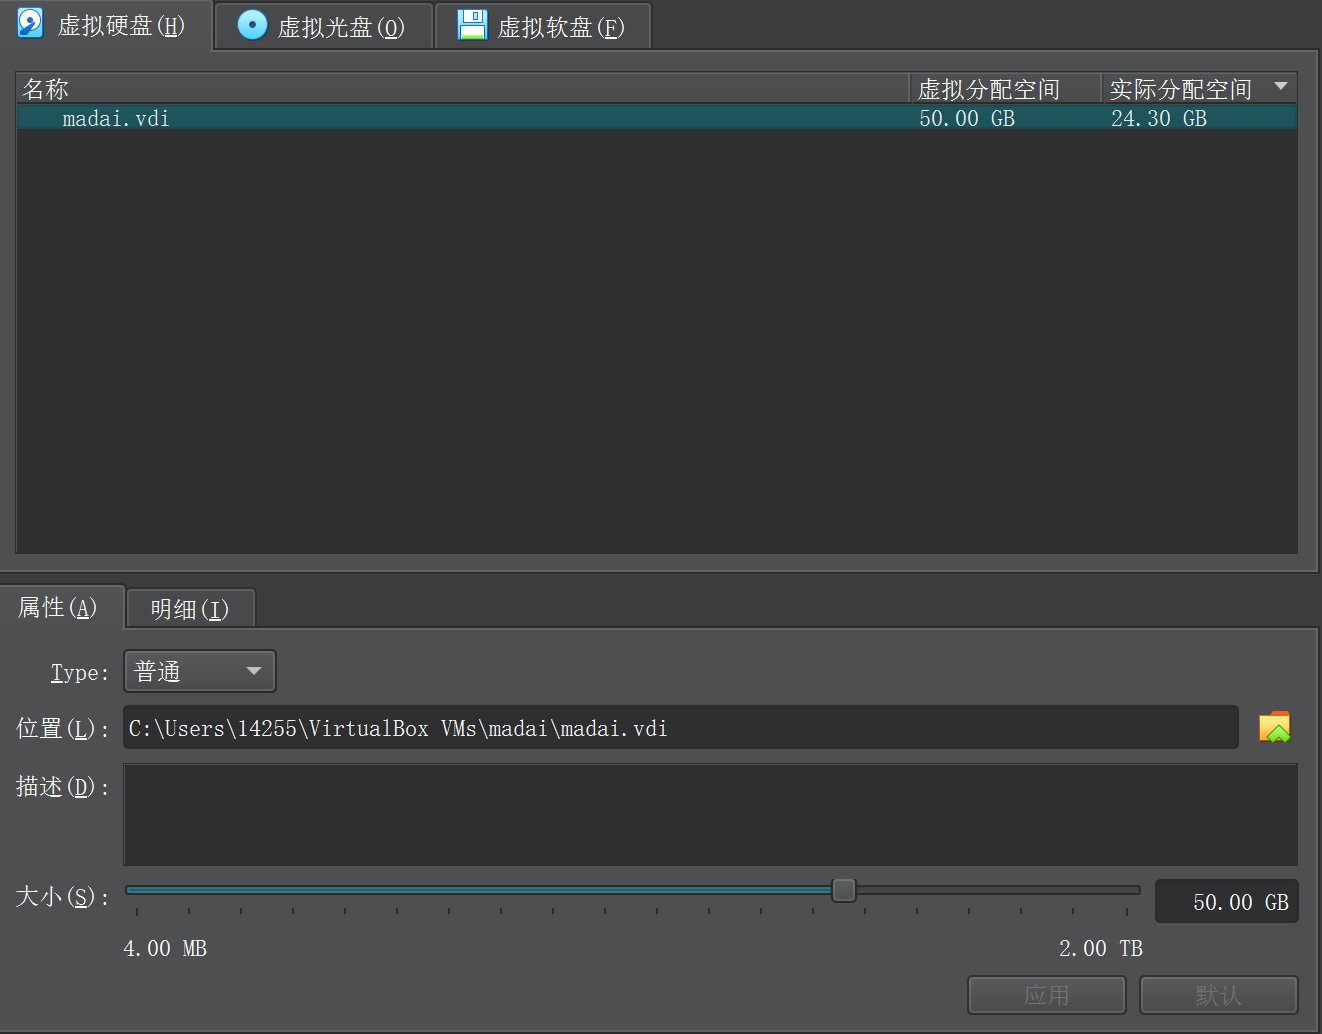 虚拟硬盘(H) 虚拟光盘(O) 虚拟软盘(F)
名称 虚拟分配空间 实际分配空间
madai.vdi 50.00 GB 24.30 GB
属性(A) 明细(I)
Type: 普通
位置(L): C:\Users\14255\VirtualBox VMs\madai\madai.vdi
描述(D):
大小(S): 50.00 GB
4.00 MB 2.00 TB
应用 默认